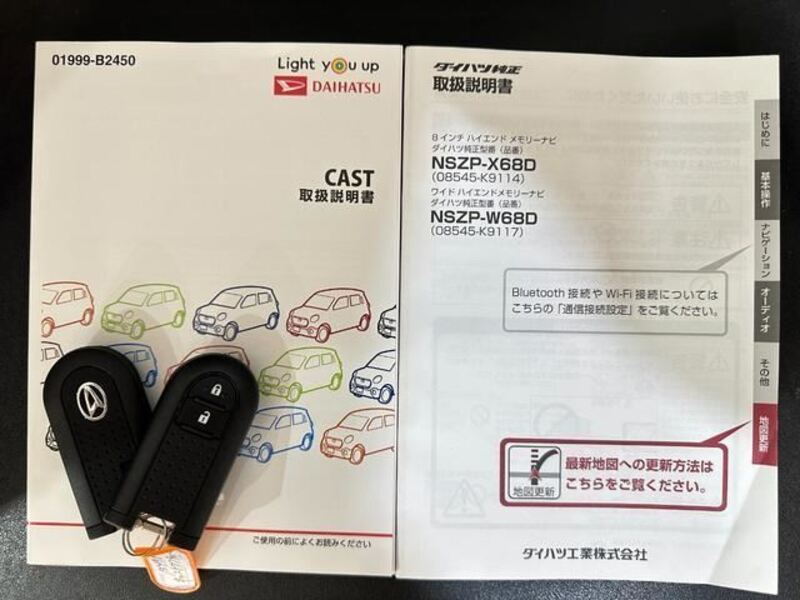 01999-B2450
Light you up
DAIHATSU
CAST
取扱説明書
ご使用の前によくお読みください
ダイハツ純正
取扱説明書
8インチ ハイエンド メモリーナビ
ダイハツ純正型番（品番）
NSZP-X68D
(08545-K9114)
ワイド ハイエンドメモリーナビ
ダイハツ純正型番（品番）
NSZP-W68D
(08545-K9117)
Bluetooth 接続や Wi-Fi 接続については
こちらの「通信接続設定」をご覧ください。
地図更新
最新地図への更新方法は
こちらをご覧ください。
ダイハツ工業株式会社
はじめに
基本操作
ナビゲーション
オーディオ
その他
地図更新